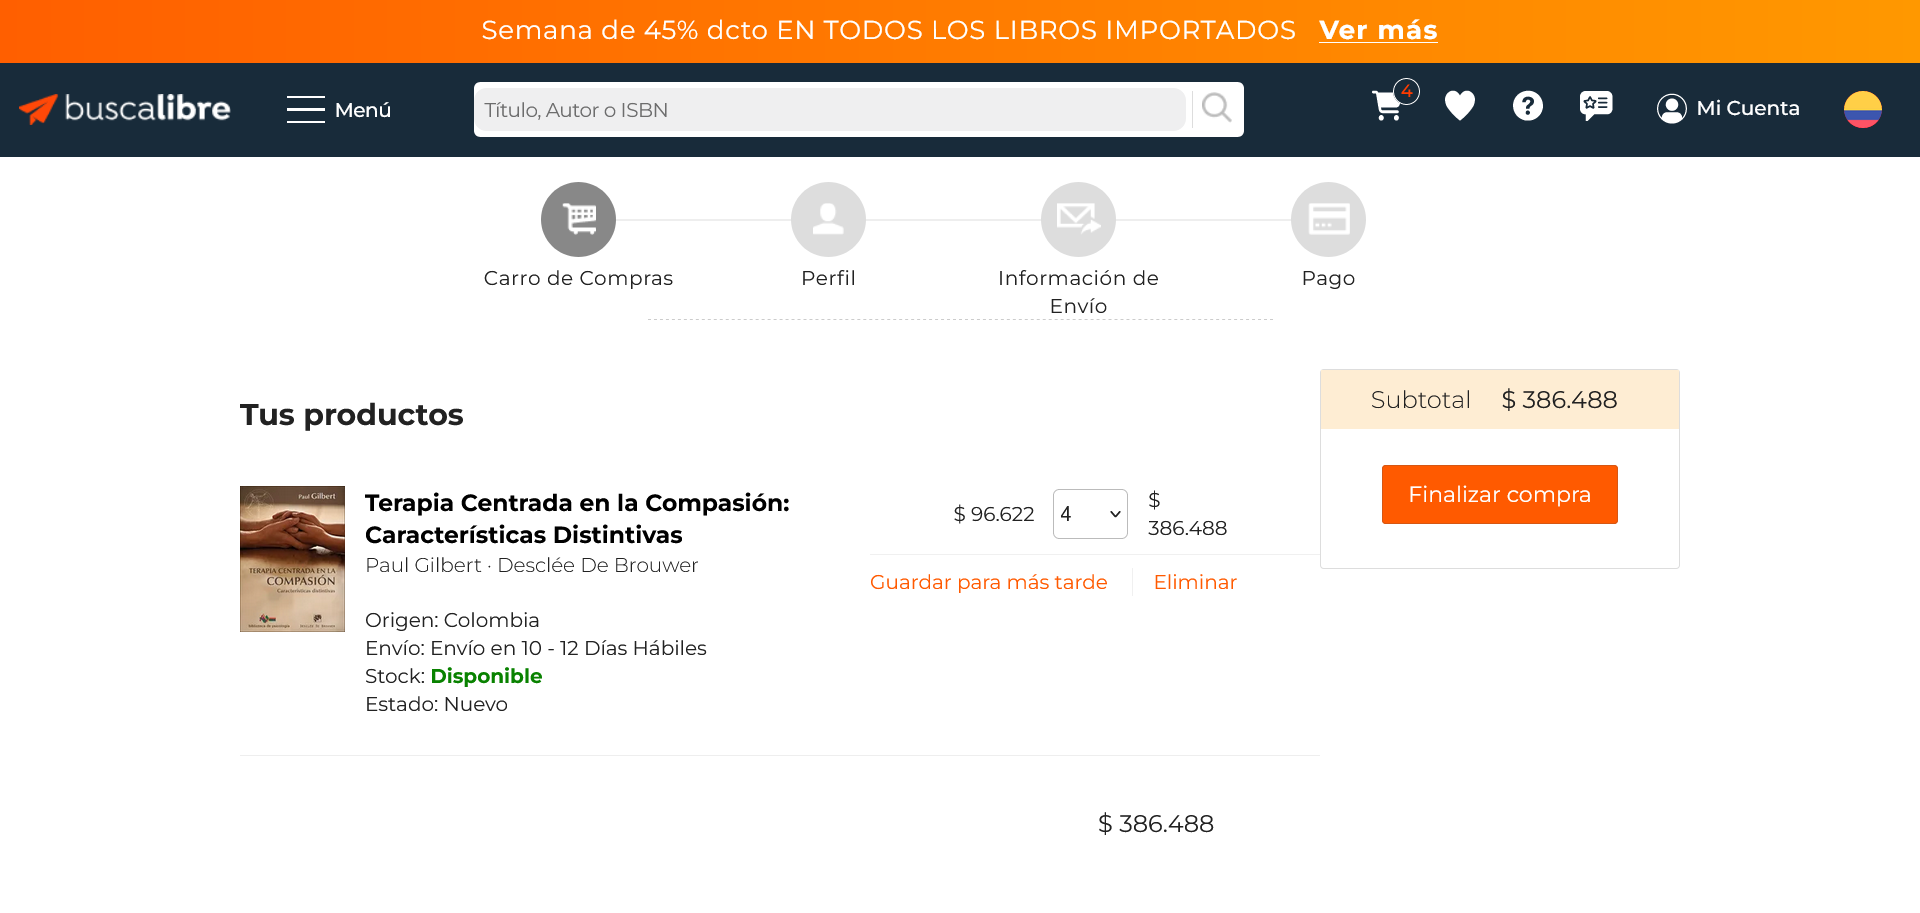 Semana de 45% dcto EN TODOS LOS LIBROS IMPORTADOS Ver más
buscalibre
Menú
Título, Autor o ISBN
4
Mi Cuenta
Carro de Compras
Perfil
Información de
Envío
Pago
Tus productos
Subtotal $ 386.488
Finalizar compra
Paul Gilbert
TERAPIA CENTRADA EN LA
COMPASIÓN
Características distintivas
Terapia Centrada en la Compasión:
Características Distintivas
Paul Gilbert · Desclée De Brouwer
$ 96.622
4
$
386.488
Guardar para más tarde
Eliminar
Origen: Colombia
Envío: Envío en 10 - 12 Días Hábiles
Stock: Disponible
Estado: Nuevo
$ 386.488